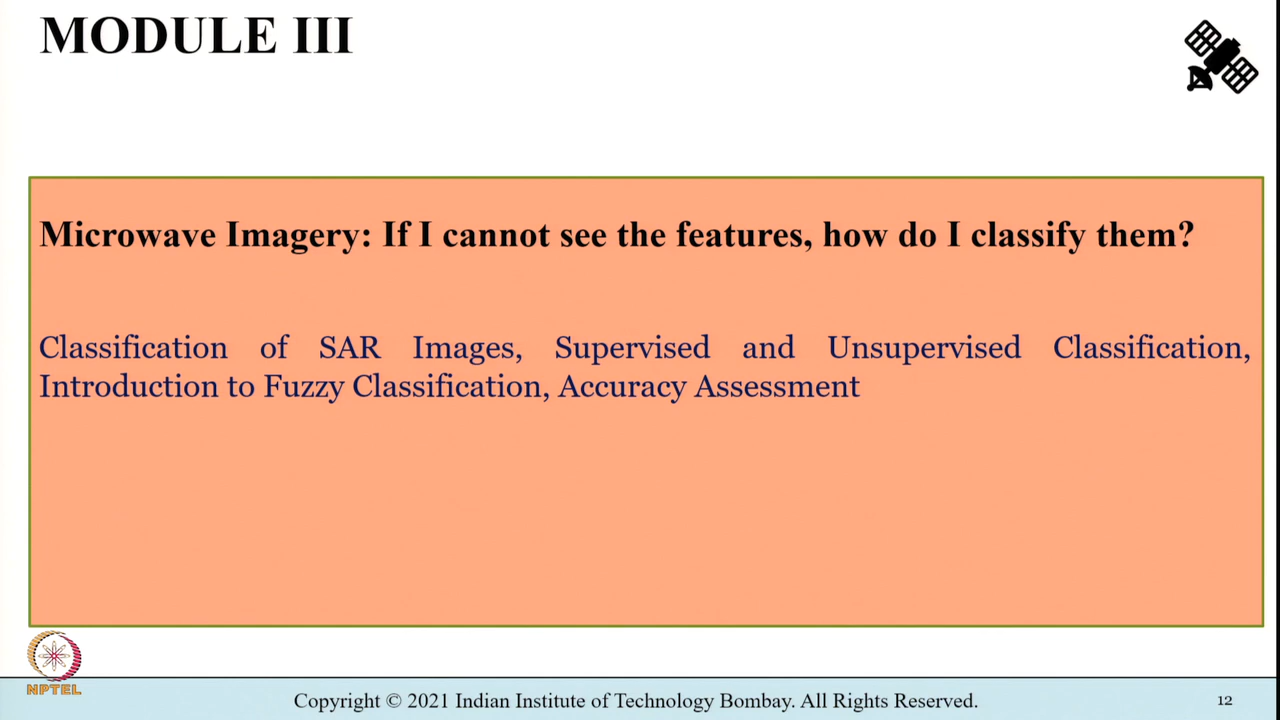 MODULE III
Microwave Imagery: If I cannot see the features, how do I classify them?
Classification of SAR Images, Supervised and Unsupervised Classification,
Introduction to Fuzzy Classification, Accuracy Assessment
NPTEL
Copyright © 2021 Indian Institute of Technology Bombay. All Rights Reserved.
12